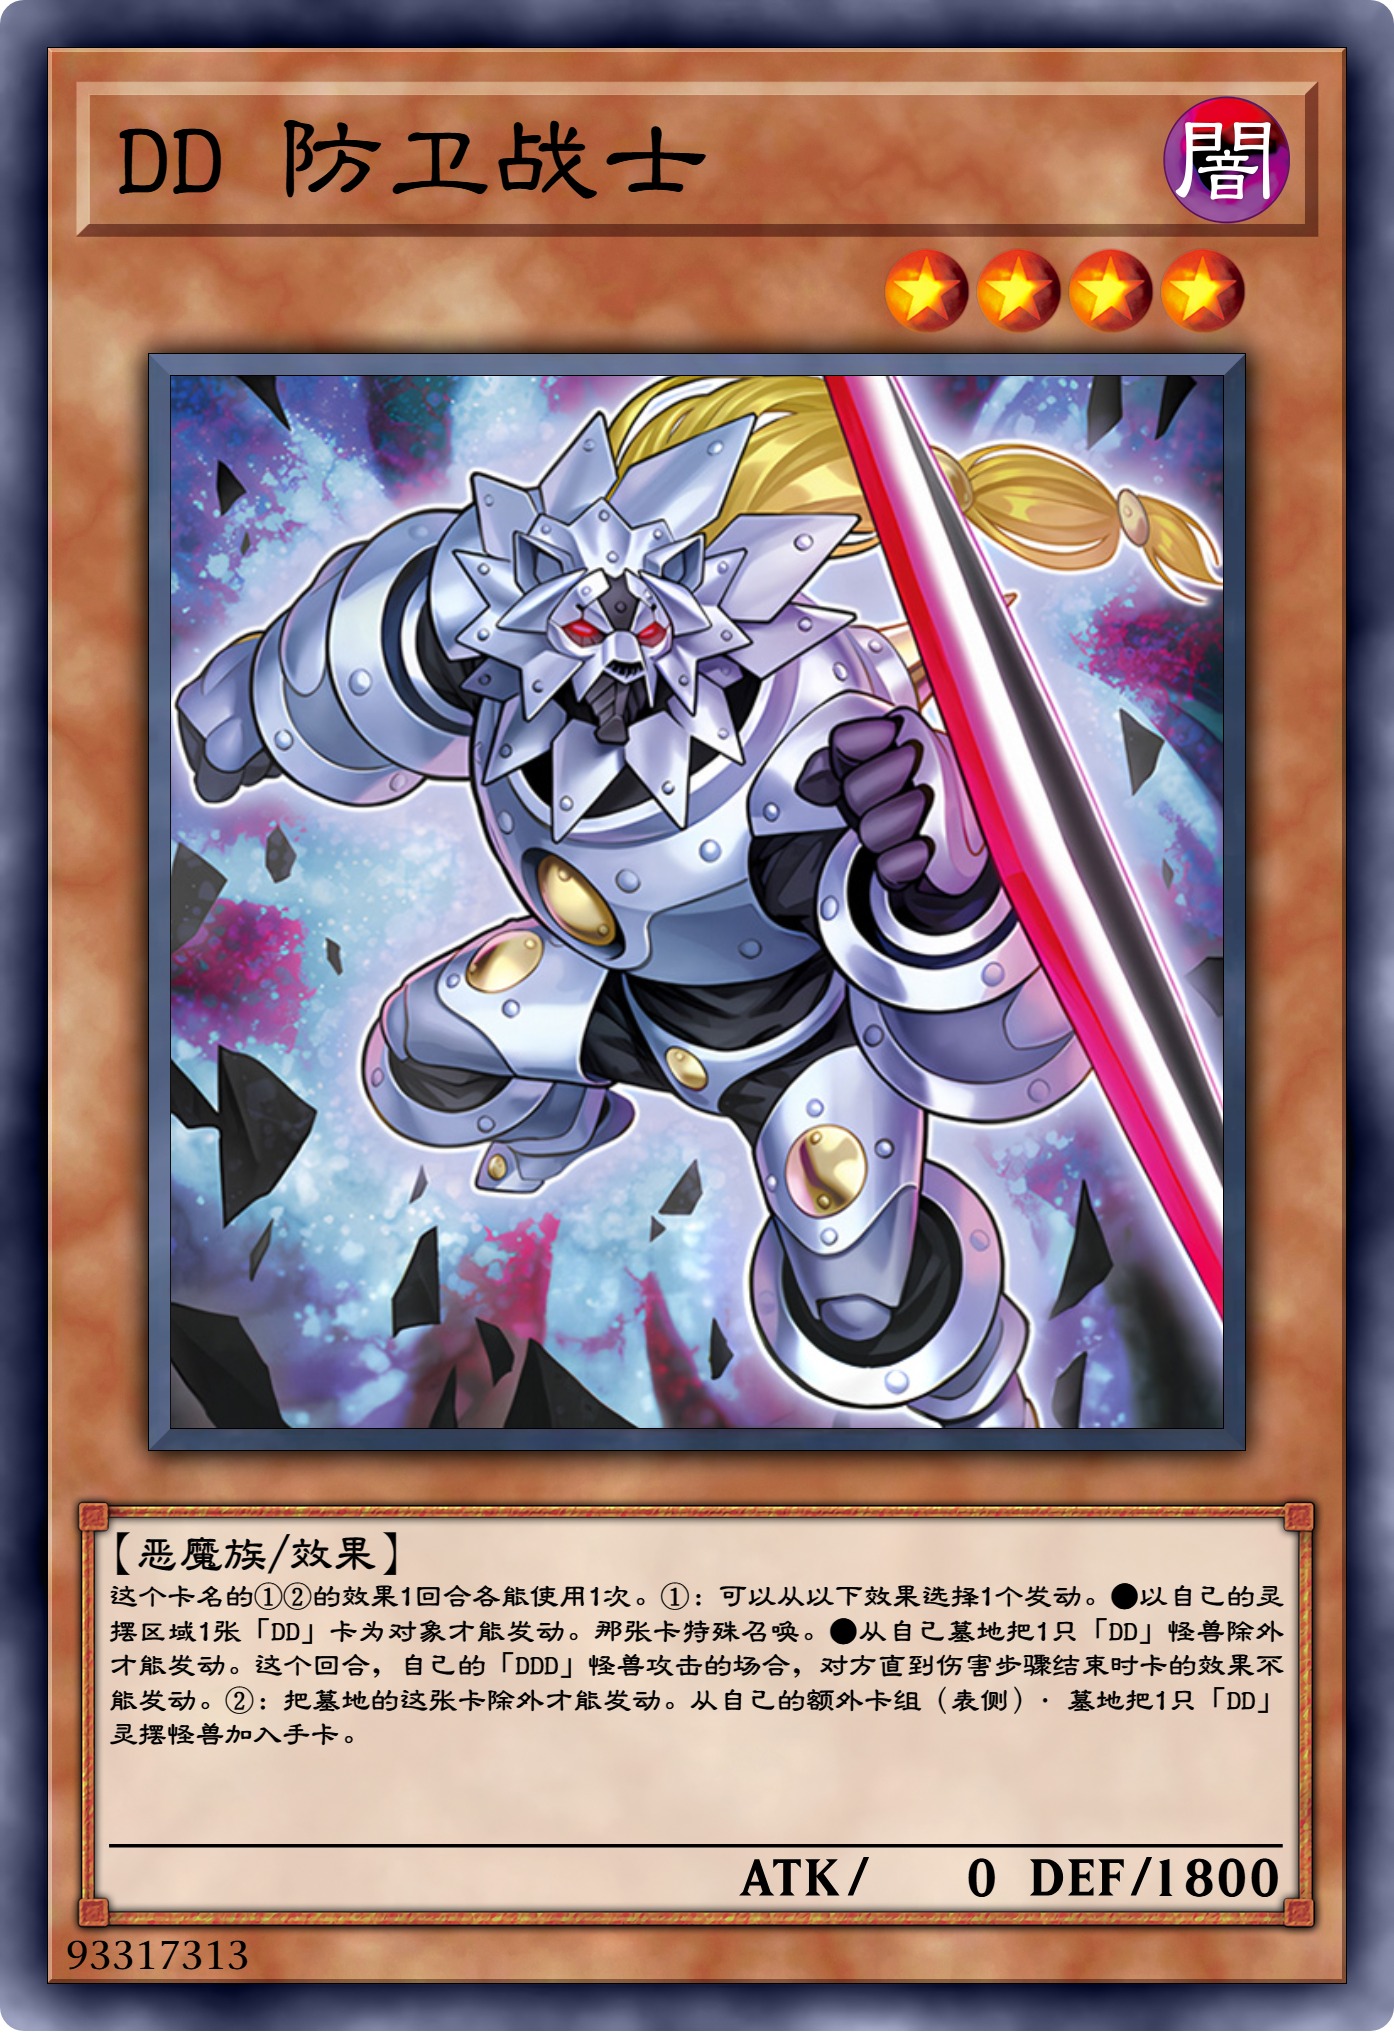 DD 防卫战士
闇
【恶魔族/效果】
这个卡名的①②的效果1回合各能使用1次。①：可以从以下效果选择1个发动。●以自己的灵
摆区域1张「DD」卡为对象才能发动。那张卡特殊召唤。●从自己墓地把1只「DD」怪兽除外
才能发动。这个回合，自己的「DDD」怪兽攻击的场合，对方直到伤害步骤结束时卡的效果不
能发动。②：把墓地的这张卡除外才能发动。从自己的额外卡组（表侧）· 墓地把1只「DD」
灵摆怪兽加入手卡。
ATK/ 0 DEF/1800
93317313